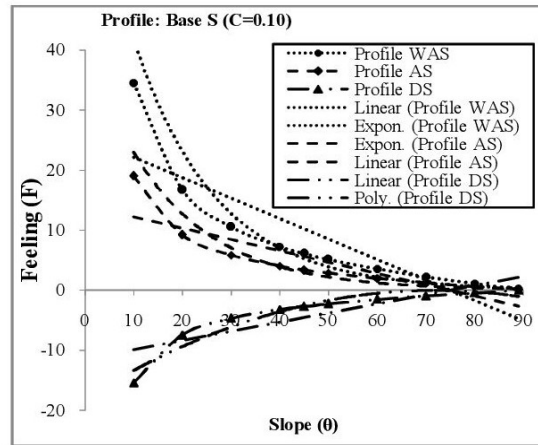 Profile: Base S (C=0.10)
40
30
20
10
0
-10
-20
Feeling (F)
Profile WAS
Profile AS
Profile DS
Linear (Profile WAS)
Expon. (Profile WAS)
Expon. (Profile AS)
Linear (Profile AS)
Linear (Profile DS)
Poly. (Profile DS)
0 10 20 30 40 50 60 70 80 90
Slope (θ)